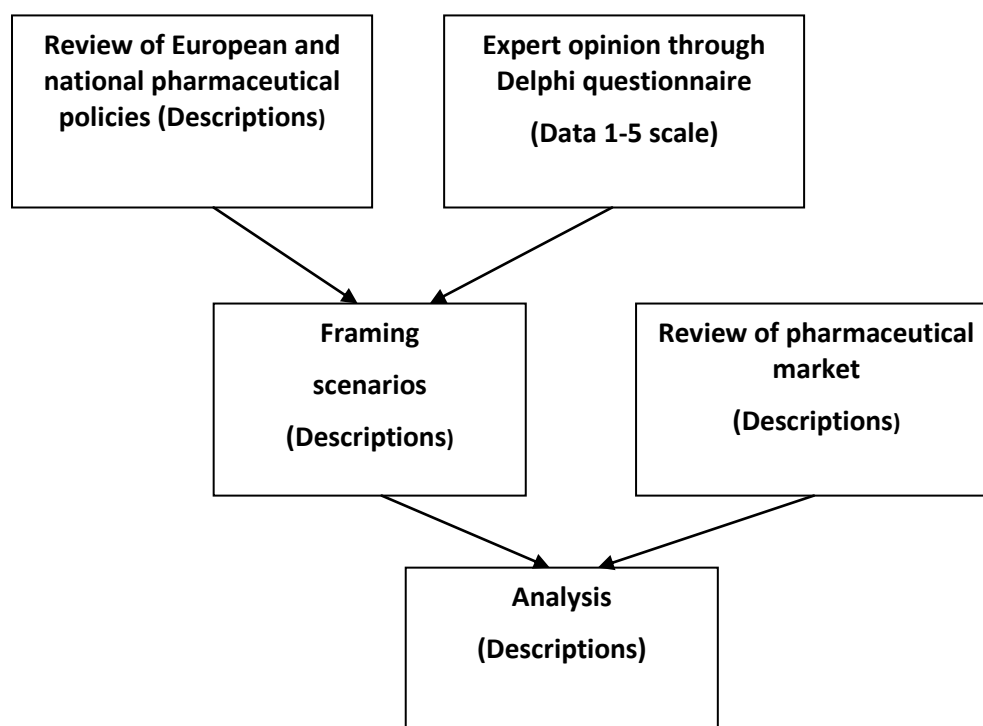 Review of European and
national pharmaceutical
policies (Descriptions)
Expert opinion through
Delphi questionnaire
(Data 1-5 scale)
Framing
scenarios
(Descriptions)
Review of pharmaceutical
market
(Descriptions)
Analysis
(Descriptions)